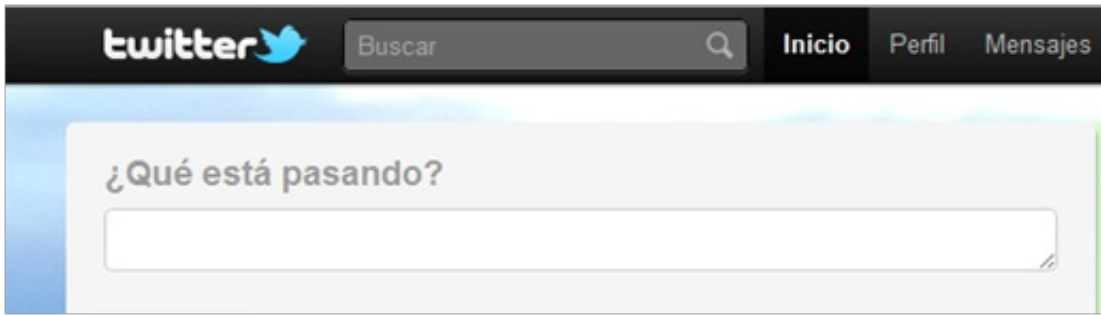 twitter Buscar Inicio Perfil Mensajes
¿Qué está pasando?